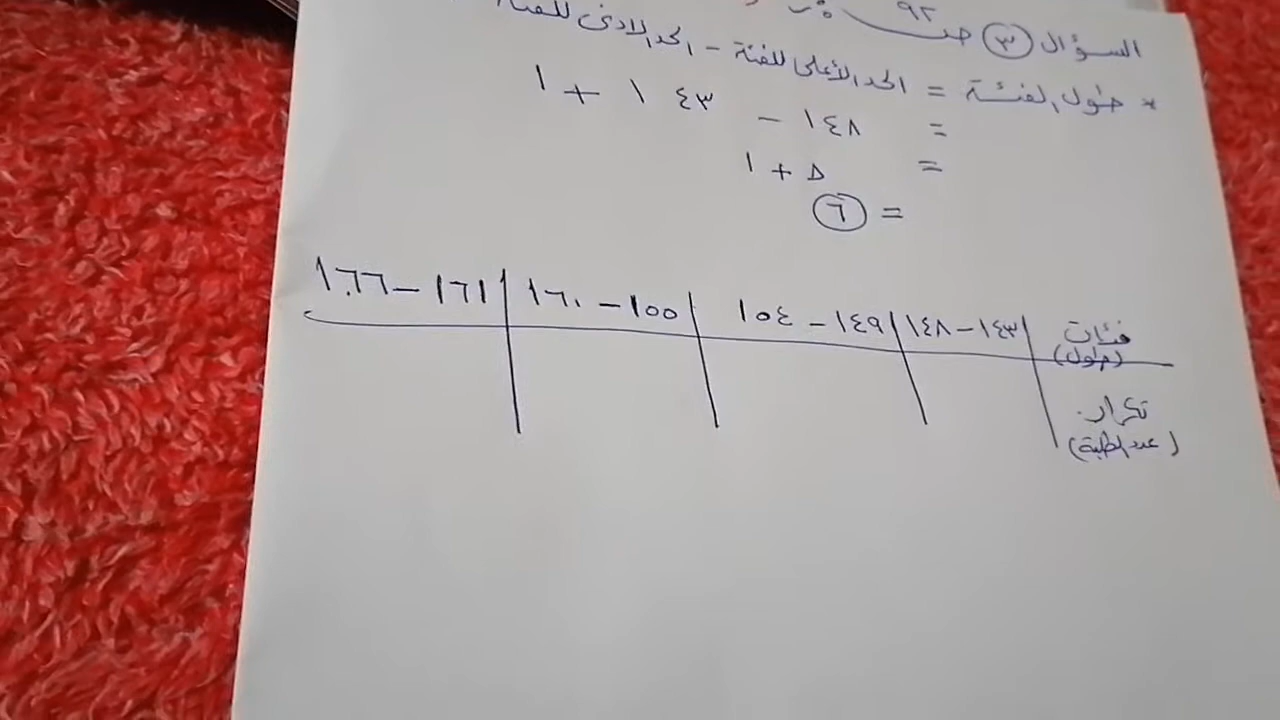 السؤال ٣ ص ٩٢
* طول الفئة = الحد الأعلى للفئة - الحد الأدنى للفئة
= ١٤٨ - ١٤٣ + ١
= ٥ + ١
= ٦
فئات (طول) ١٤٣ - ١٤٨ ١٤٩ - ١٥٤ ١٥٥ - ١٦٠ ١٦١ - ١٦٦
تكرار (عدد الطلبة)